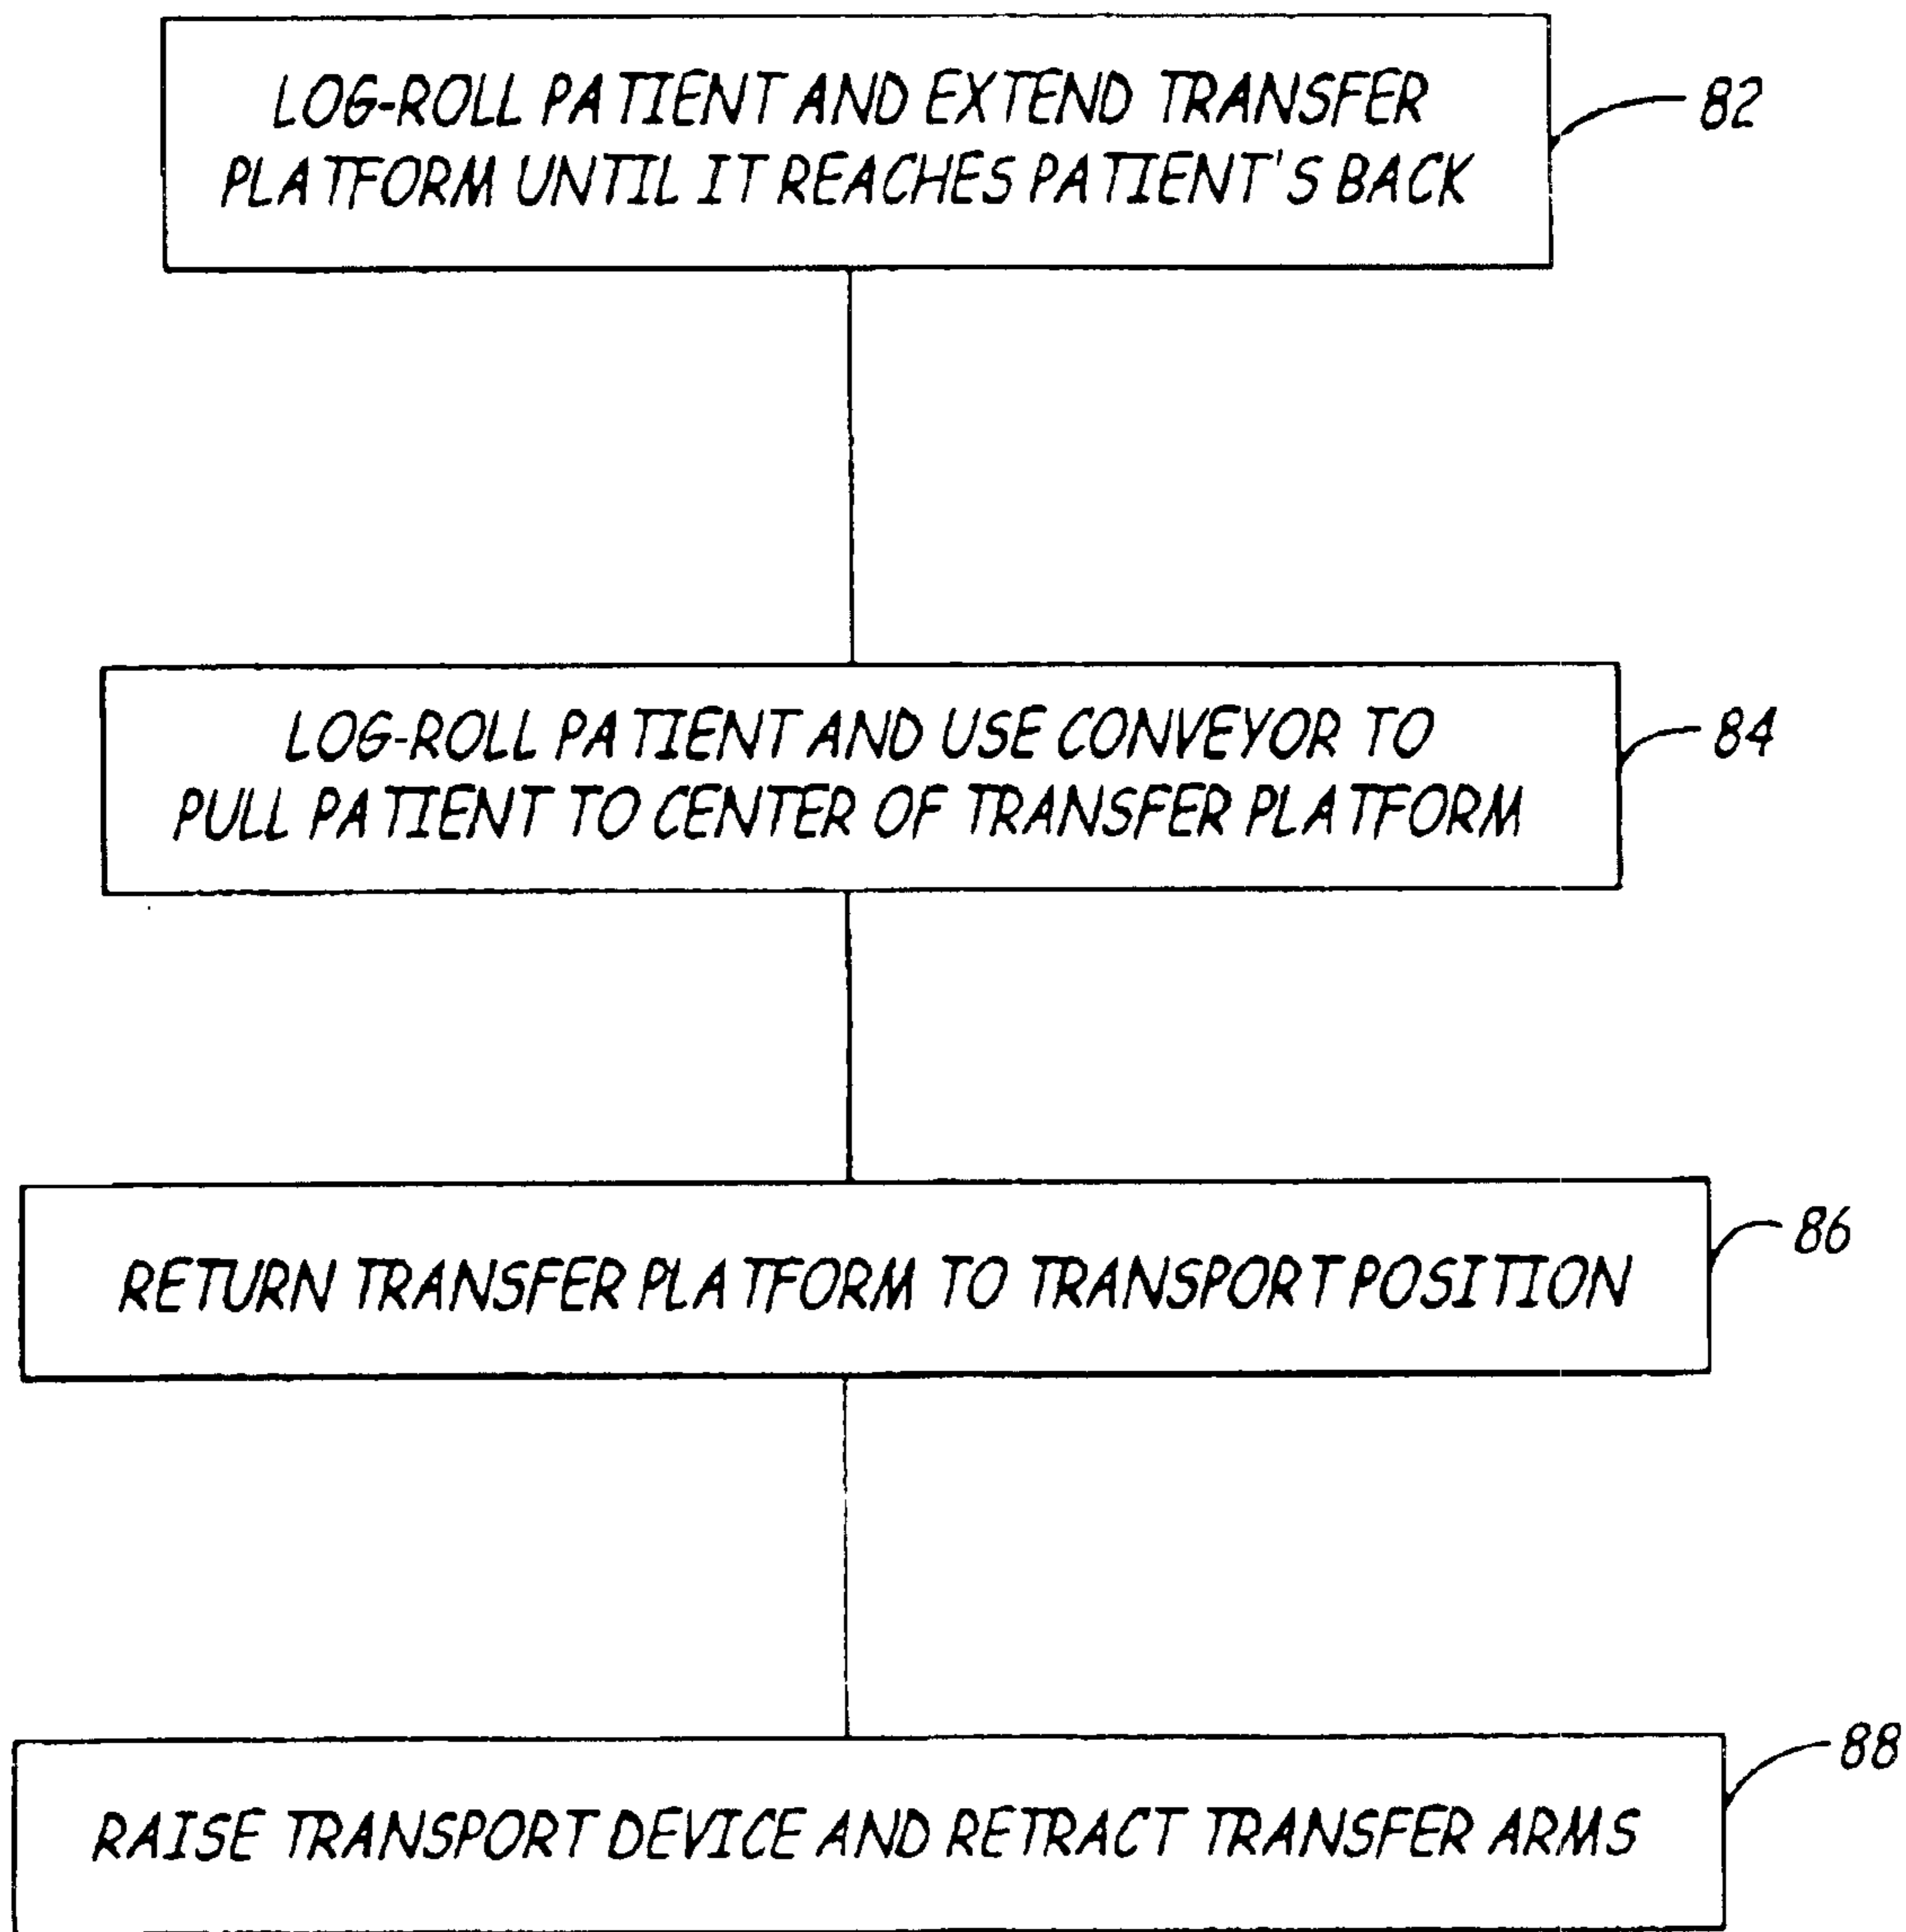 LOG-ROLL PATIENT AND EXTEND TRANSFER
PLATFORM UNTIL IT REACHES PATIENT'S BACK
82
LOG-ROLL PATIENT AND USE CONVEYOR TO
PULL PATIENT TO CENTER OF TRANSFER PLATFORM
84
RETURN TRANSFER PLATFORM TO TRANSPORT POSITION
86
RAISE TRANSPORT DEVICE AND RETRACT TRANSFER ARMS
88